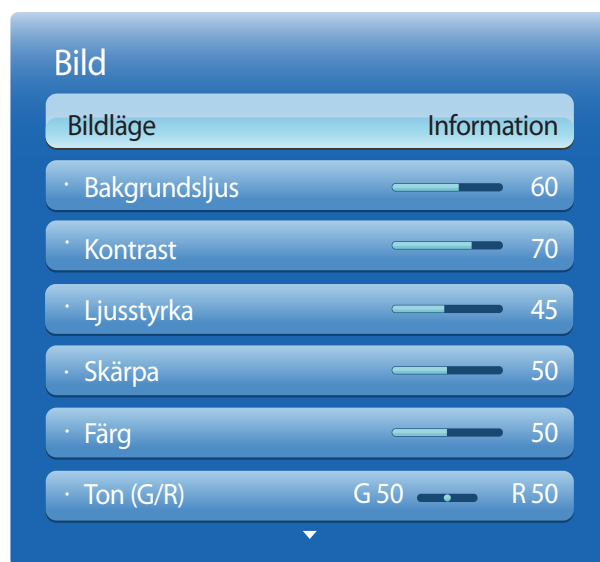 Bild
Bildläge Information
· Bakgrundsljus 60
· Kontrast 70
· Ljusstyrka 45
· Skärpa 50
· Färg 50
· Ton (G/R) G 50 R 50